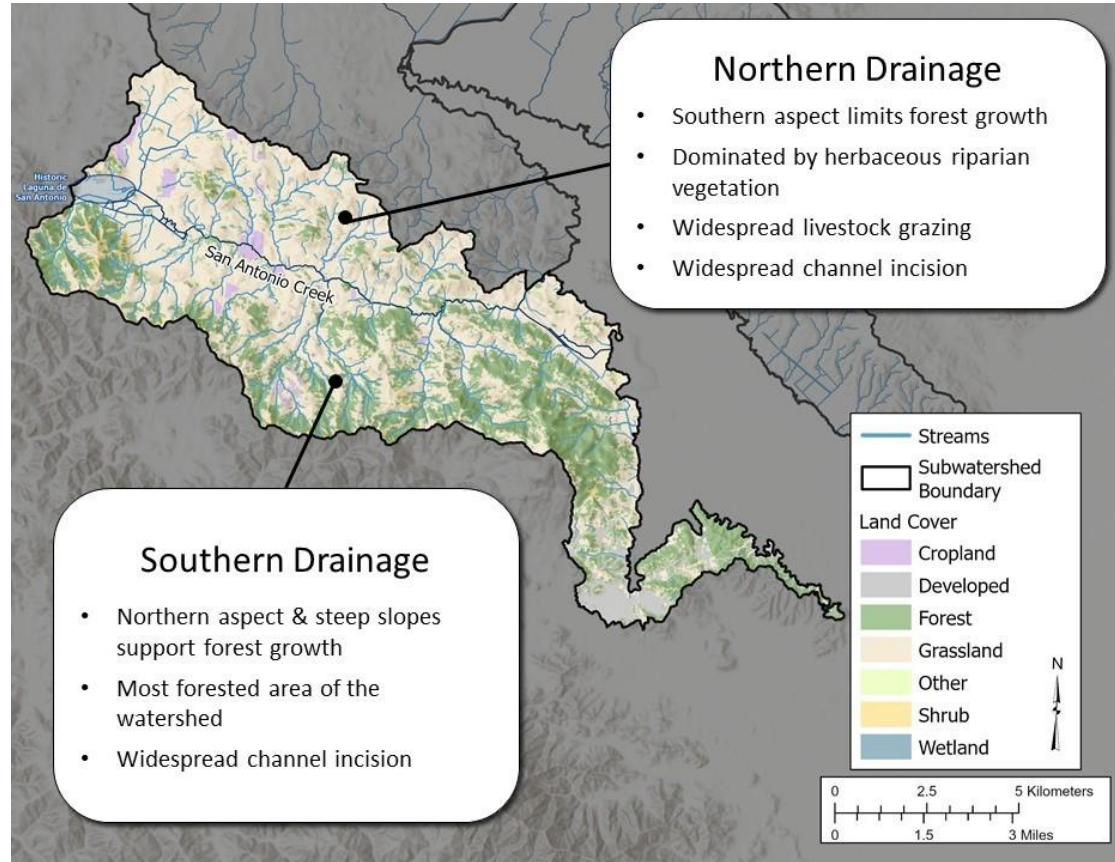 Northern Drainage
• Southern aspect limits forest growth
• Dominated by herbaceous riparian
vegetation
• Widespread livestock grazing
• Widespread channel incision
Historic
Laguna de
San Antonio
San Antonio Creek
Southern Drainage
• Northern aspect & steep slopes
support forest growth
• Most forested area of the
watershed
• Widespread channel incision
Streams
Subwatershed
Boundary
Land Cover
Cropland
Developed
Forest
Grassland
Other
Shrub
Wetland
N
0 2.5 5 Kilometers
0 1.5 3 Miles